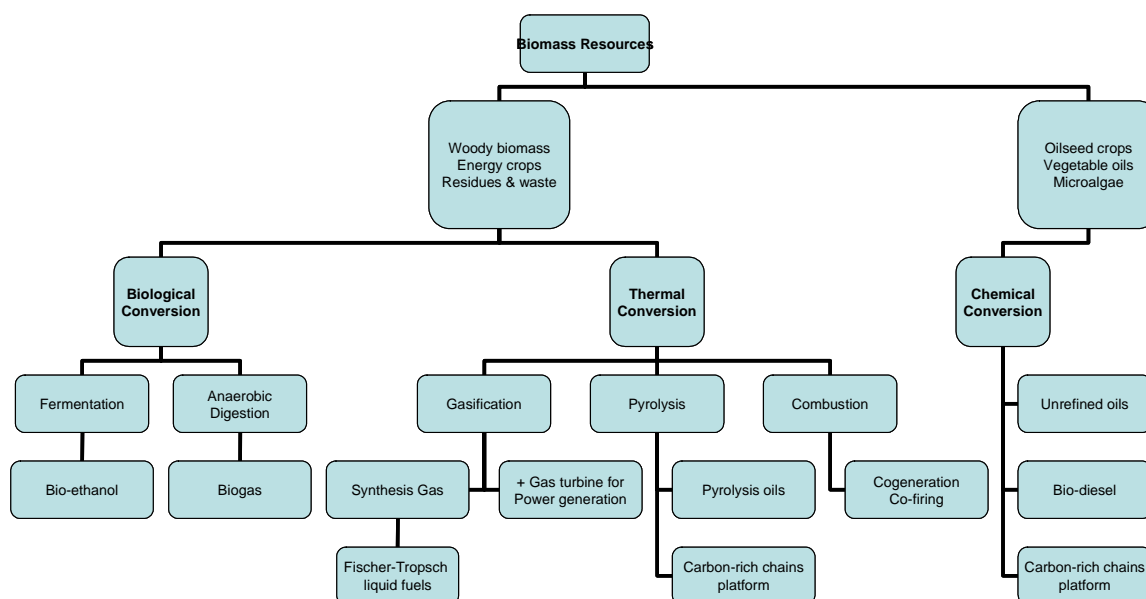 Biomass Resources
Woody biomass
Energy crops
Residues & waste
Oilseed crops
Vegetable oils
Microalgae
Biological
Conversion
Thermal
Conversion
Chemical
Conversion
Fermentation
Anaerobic
Digestion
Gasification
Pyrolysis
Combustion
Unrefined oils
Bio-ethanol
Biogas
Synthesis Gas
+ Gas turbine for
Power generation
Pyrolysis oils
Cogeneration
Co-firing
Bio-diesel
Fischer-Tropsch
liquid fuels
Carbon-rich chains
platform
Carbon-rich chains
platform